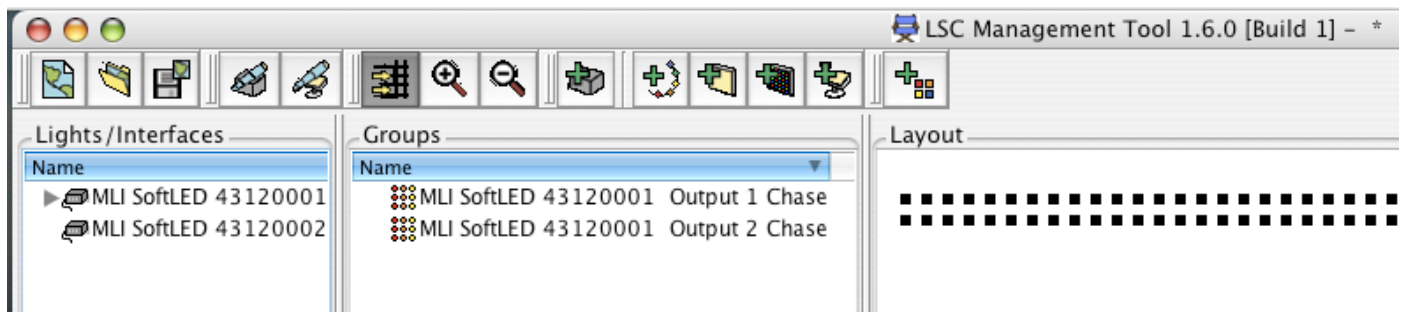 LSC Management Tool 1.6.0 [Build 1] – *
Lights/Interfaces
Name
MLI SoftLED 43120001
MLI SoftLED 43120002
Groups
Name
MLI SoftLED 43120001 Output 1 Chase
MLI SoftLED 43120001 Output 2 Chase
Layout